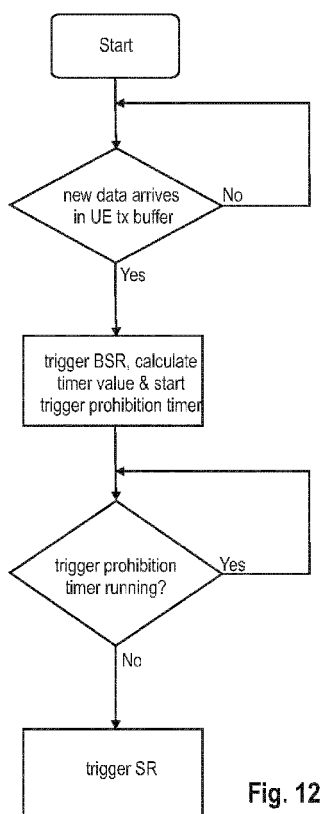 Start
new data arrives
in UE tx buffer
No
Yes
trigger BSR, calculate
timer value & start
trigger prohibition timer
trigger prohibition
timer running?
Yes
No
trigger SR
Fig. 12